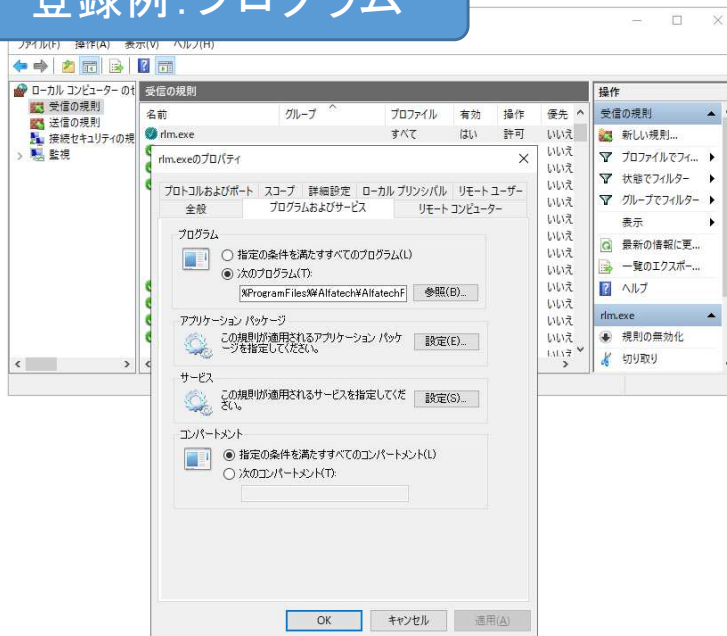 登録例:プログラム
ファイル(F) 操作(A) 表示(V) ヘルプ(H)
ローカル コンピューターのセ
受信の規則
送信の規則
接続セキュリティの規
監視
受信の規則
名前 グループ プロファイル 有効 操作 優先
rlm.exe すべて はい 許可 いいえ
いいえ
いいえ
いいえ
いいえ
いいえ
いいえ
いいえ
いいえ
いいえ
いいえ
いいえ
いいえ
いいえ
操作
受信の規則
新しい規則...
プロファイルでフィ...
状態でフィルター
グループでフィルター
表示
最新の情報に更...
一覧のエクスポー...
ヘルプ
rlm.exe
規則の無効化
切り取り
rlm.exeのプロパティ
プロトコルおよびポート スコープ 詳細設定 ローカル プリンシパル リモート ユーザー
全般 プログラムおよびサービス リモート コンピューター
プログラム
指定の条件を満たすすべてのプログラム(L)
次のプログラム(T):
%ProgramFiles%¥Alfatech¥AlfatechF 参照(B)...
アプリケーション パッケージ
この規則が適用されるアプリケーション パッケ
ージを指定してください。
設定(E)...
サービス
この規則が適用されるサービスを指定してくだ
さい。
設定(S)...
コンパートメント
指定の条件を満たすすべてのコンパートメント(L)
次のコンパートメント(T):
OK キャンセル 適用(A)